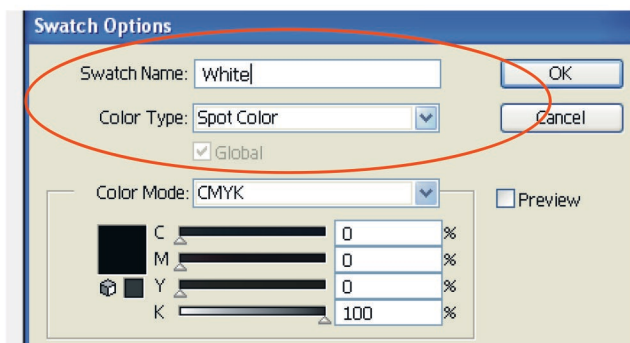 Swatch Options
Swatch Name: White OK
Color Type: Spot Color Cancel
Global
Color Mode: CMYK Preview
C 0 %
M 0 %
Y 0 %
K 100 %